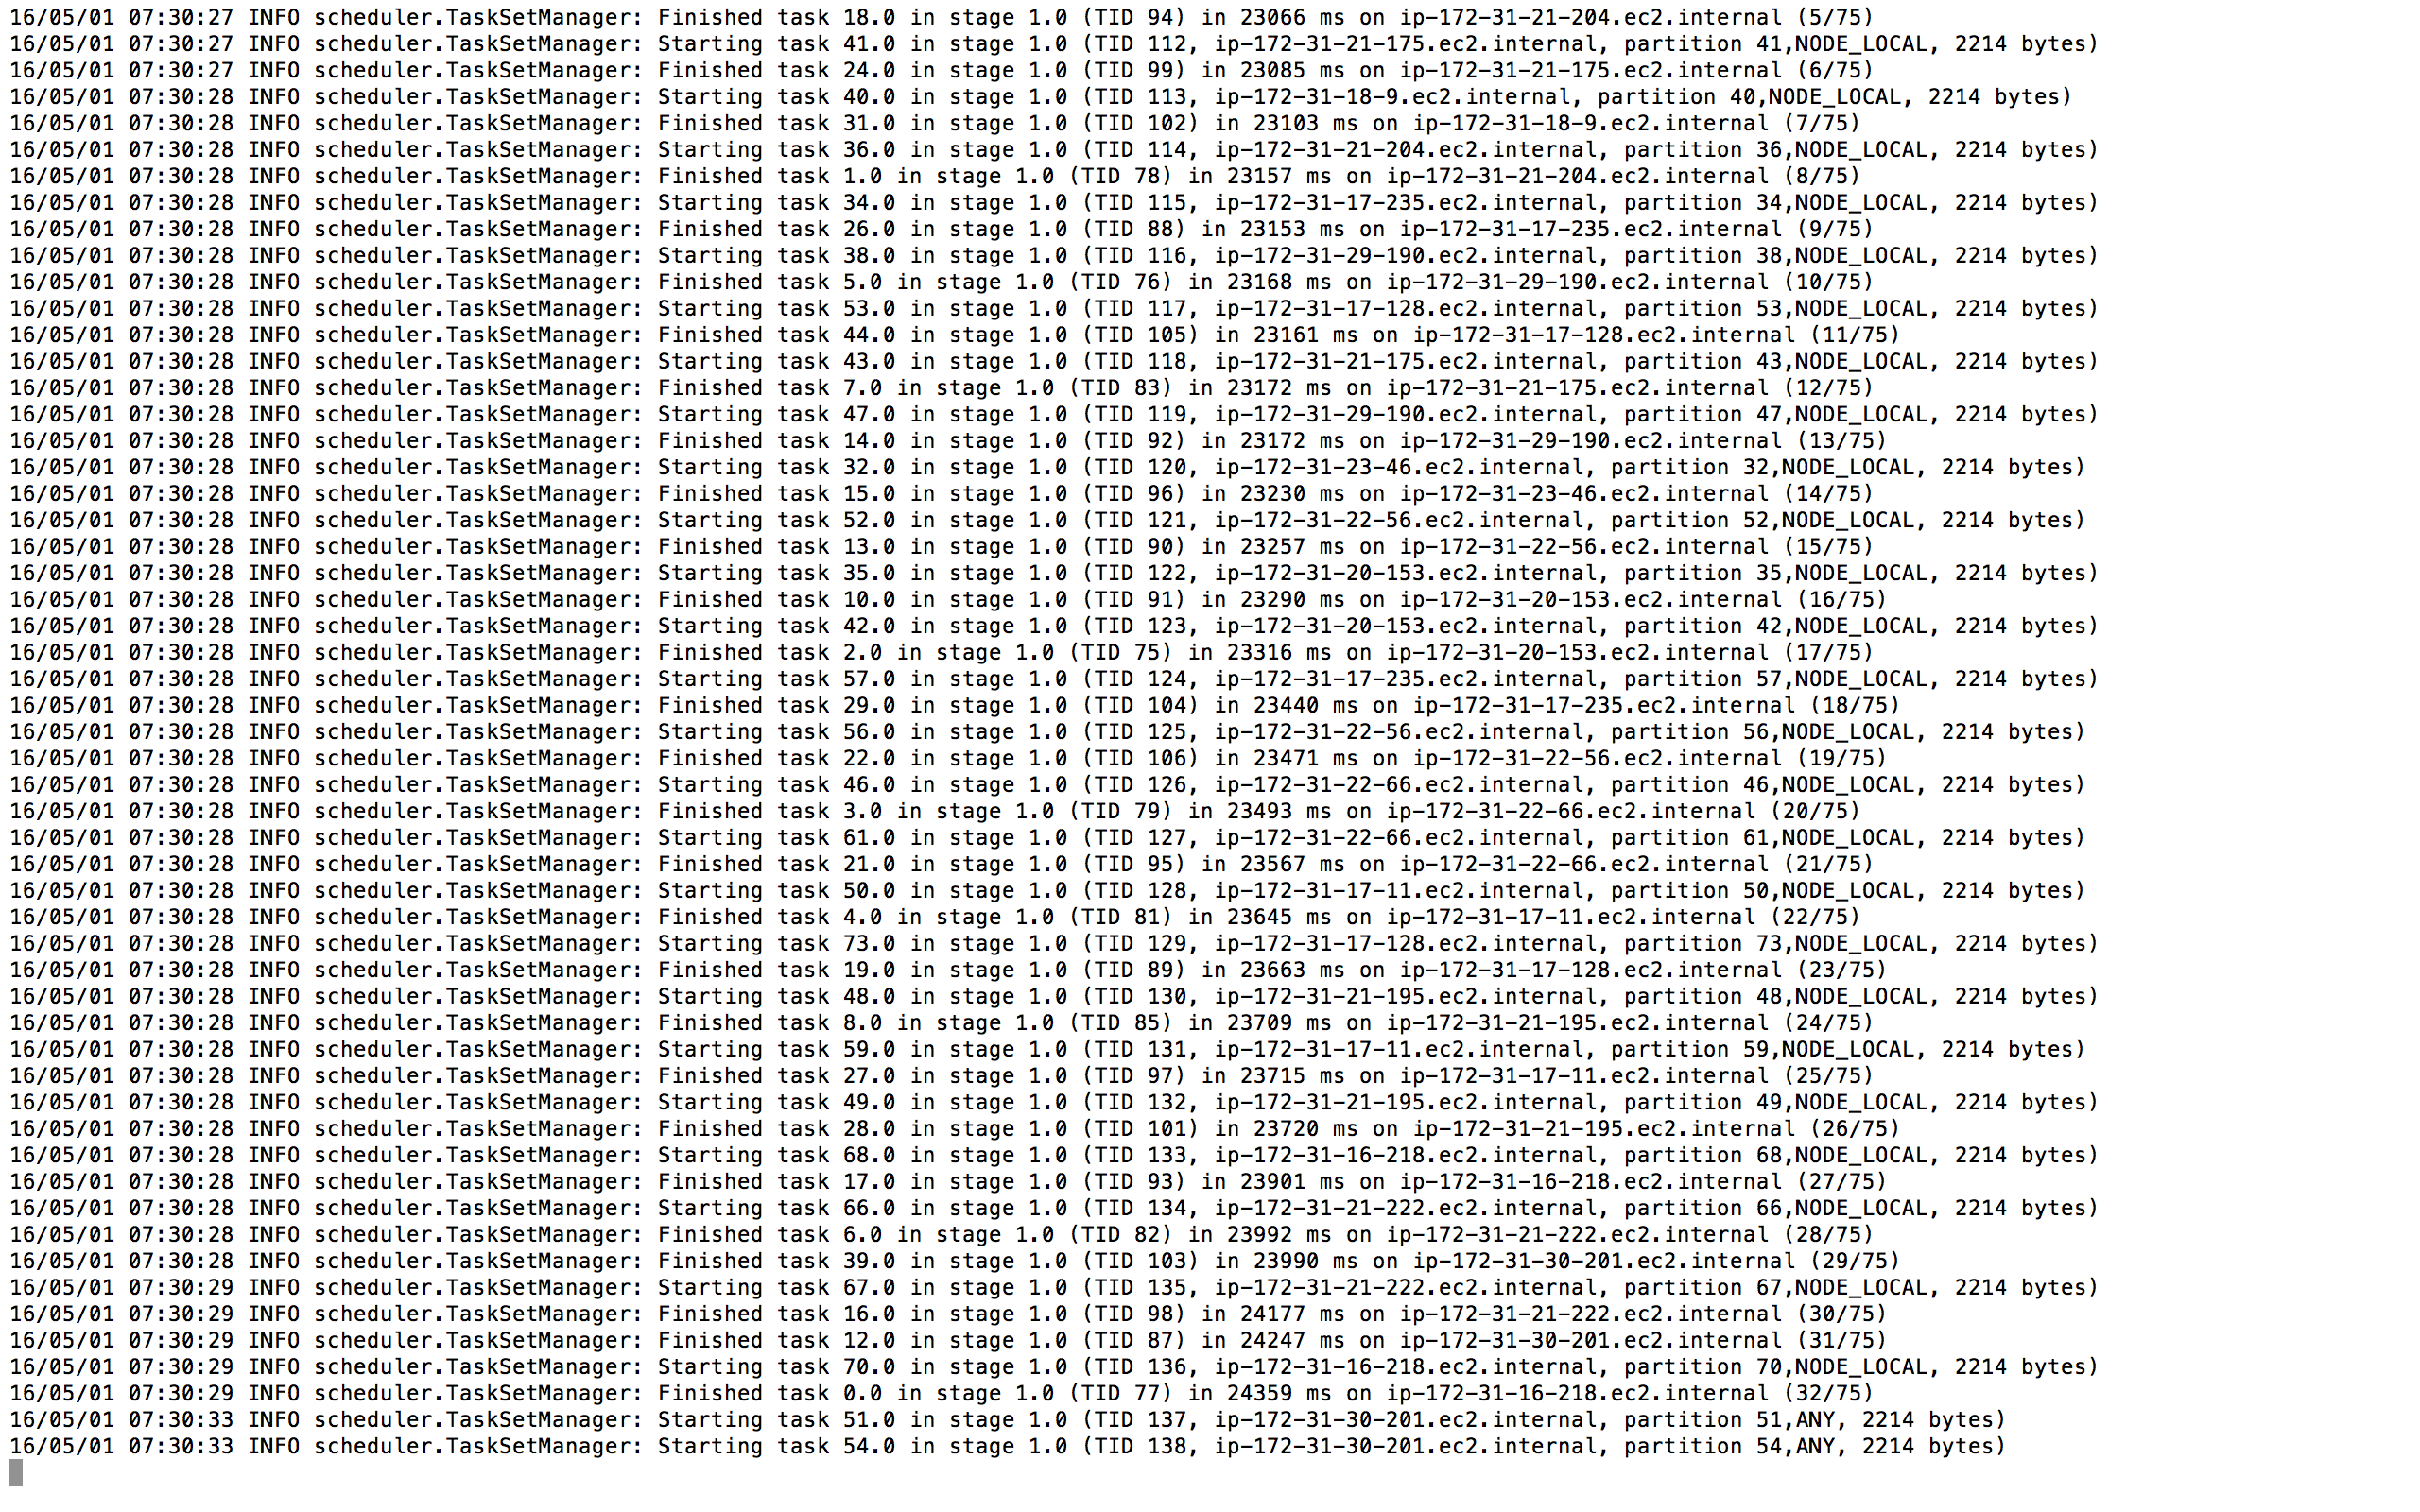 16/05/01 07:30:27 INFO scheduler.TaskSetManager: Finished task 18.0 in stage 1.0 (TID 94) in 23066 ms on ip-172-31-21-204.ec2.internal (5/75)
16/05/01 07:30:27 INFO scheduler.TaskSetManager: Starting task 41.0 in stage 1.0 (TID 112, ip-172-31-21-175.ec2.internal, partition 41,NODE_LOCAL, 2214 bytes)
16/05/01 07:30:27 INFO scheduler.TaskSetManager: Finished task 24.0 in stage 1.0 (TID 99) in 23085 ms on ip-172-31-21-175.ec2.internal (6/75)
16/05/01 07:30:28 INFO scheduler.TaskSetManager: Starting task 40.0 in stage 1.0 (TID 113, ip-172-31-18-9.ec2.internal, partition 40,NODE_LOCAL, 2214 bytes)
16/05/01 07:30:28 INFO scheduler.TaskSetManager: Finished task 31.0 in stage 1.0 (TID 102) in 23103 ms on ip-172-31-18-9.ec2.internal (7/75)
16/05/01 07:30:28 INFO scheduler.TaskSetManager: Starting task 36.0 in stage 1.0 (TID 114, ip-172-31-21-204.ec2.internal, partition 36,NODE_LOCAL, 2214 bytes)
16/05/01 07:30:28 INFO scheduler.TaskSetManager: Finished task 1.0 in stage 1.0 (TID 78) in 23157 ms on ip-172-31-21-204.ec2.internal (8/75)
16/05/01 07:30:28 INFO scheduler.TaskSetManager: Starting task 34.0 in stage 1.0 (TID 115, ip-172-31-17-235.ec2.internal, partition 34,NODE_LOCAL, 2214 bytes)
16/05/01 07:30:28 INFO scheduler.TaskSetManager: Finished task 26.0 in stage 1.0 (TID 88) in 23153 ms on ip-172-31-17-235.ec2.internal (9/75)
16/05/01 07:30:28 INFO scheduler.TaskSetManager: Starting task 38.0 in stage 1.0 (TID 116, ip-172-31-29-190.ec2.internal, partition 38,NODE_LOCAL, 2214 bytes)
16/05/01 07:30:28 INFO scheduler.TaskSetManager: Finished task 5.0 in stage 1.0 (TID 76) in 23168 ms on ip-172-31-29-190.ec2.internal (10/75)
16/05/01 07:30:28 INFO scheduler.TaskSetManager: Starting task 53.0 in stage 1.0 (TID 117, ip-172-31-17-128.ec2.internal, partition 53,NODE_LOCAL, 2214 bytes)
16/05/01 07:30:28 INFO scheduler.TaskSetManager: Finished task 44.0 in stage 1.0 (TID 105) in 23161 ms on ip-172-31-17-128.ec2.internal (11/75)
16/05/01 07:30:28 INFO scheduler.TaskSetManager: Starting task 43.0 in stage 1.0 (TID 118, ip-172-31-21-175.ec2.internal, partition 43,NODE_LOCAL, 2214 bytes)
16/05/01 07:30:28 INFO scheduler.TaskSetManager: Finished task 7.0 in stage 1.0 (TID 83) in 23172 ms on ip-172-31-21-175.ec2.internal (12/75)
16/05/01 07:30:28 INFO scheduler.TaskSetManager: Starting task 47.0 in stage 1.0 (TID 119, ip-172-31-29-190.ec2.internal, partition 47,NODE_LOCAL, 2214 bytes)
16/05/01 07:30:28 INFO scheduler.TaskSetManager: Finished task 14.0 in stage 1.0 (TID 92) in 23172 ms on ip-172-31-29-190.ec2.internal (13/75)
16/05/01 07:30:28 INFO scheduler.TaskSetManager: Starting task 32.0 in stage 1.0 (TID 120, ip-172-31-23-46.ec2.internal, partition 32,NODE_LOCAL, 2214 bytes)
16/05/01 07:30:28 INFO scheduler.TaskSetManager: Finished task 15.0 in stage 1.0 (TID 96) in 23230 ms on ip-172-31-23-46.ec2.internal (14/75)
16/05/01 07:30:28 INFO scheduler.TaskSetManager: Starting task 52.0 in stage 1.0 (TID 121, ip-172-31-22-56.ec2.internal, partition 52,NODE_LOCAL, 2214 bytes)
16/05/01 07:30:28 INFO scheduler.TaskSetManager: Finished task 13.0 in stage 1.0 (TID 90) in 23257 ms on ip-172-31-22-56.ec2.internal (15/75)
16/05/01 07:30:28 INFO scheduler.TaskSetManager: Starting task 35.0 in stage 1.0 (TID 122, ip-172-31-20-153.ec2.internal, partition 35,NODE_LOCAL, 2214 bytes)
16/05/01 07:30:28 INFO scheduler.TaskSetManager: Finished task 10.0 in stage 1.0 (TID 91) in 23290 ms on ip-172-31-20-153.ec2.internal (16/75)
16/05/01 07:30:28 INFO scheduler.TaskSetManager: Starting task 42.0 in stage 1.0 (TID 123, ip-172-31-20-153.ec2.internal, partition 42,NODE_LOCAL, 2214 bytes)
16/05/01 07:30:28 INFO scheduler.TaskSetManager: Finished task 2.0 in stage 1.0 (TID 75) in 23316 ms on ip-172-31-20-153.ec2.internal (17/75)
16/05/01 07:30:28 INFO scheduler.TaskSetManager: Starting task 57.0 in stage 1.0 (TID 124, ip-172-31-17-235.ec2.internal, partition 57,NODE_LOCAL, 2214 bytes)
16/05/01 07:30:28 INFO scheduler.TaskSetManager: Finished task 29.0 in stage 1.0 (TID 104) in 23440 ms on ip-172-31-17-235.ec2.internal (18/75)
16/05/01 07:30:28 INFO scheduler.TaskSetManager: Starting task 56.0 in stage 1.0 (TID 125, ip-172-31-22-56.ec2.internal, partition 56,NODE_LOCAL, 2214 bytes)
16/05/01 07:30:28 INFO scheduler.TaskSetManager: Finished task 22.0 in stage 1.0 (TID 106) in 23471 ms on ip-172-31-22-56.ec2.internal (19/75)
16/05/01 07:30:28 INFO scheduler.TaskSetManager: Starting task 46.0 in stage 1.0 (TID 126, ip-172-31-22-66.ec2.internal, partition 46,NODE_LOCAL, 2214 bytes)
16/05/01 07:30:28 INFO scheduler.TaskSetManager: Finished task 3.0 in stage 1.0 (TID 79) in 23493 ms on ip-172-31-22-66.ec2.internal (20/75)
16/05/01 07:30:28 INFO scheduler.TaskSetManager: Starting task 61.0 in stage 1.0 (TID 127, ip-172-31-22-66.ec2.internal, partition 61,NODE_LOCAL, 2214 bytes)
16/05/01 07:30:28 INFO scheduler.TaskSetManager: Finished task 21.0 in stage 1.0 (TID 95) in 23567 ms on ip-172-31-22-66.ec2.internal (21/75)
16/05/01 07:30:28 INFO scheduler.TaskSetManager: Starting task 50.0 in stage 1.0 (TID 128, ip-172-31-17-11.ec2.internal, partition 50,NODE_LOCAL, 2214 bytes)
16/05/01 07:30:28 INFO scheduler.TaskSetManager: Finished task 4.0 in stage 1.0 (TID 81) in 23645 ms on ip-172-31-17-11.ec2.internal (22/75)
16/05/01 07:30:28 INFO scheduler.TaskSetManager: Starting task 73.0 in stage 1.0 (TID 129, ip-172-31-17-128.ec2.internal, partition 73,NODE_LOCAL, 2214 bytes)
16/05/01 07:30:28 INFO scheduler.TaskSetManager: Finished task 19.0 in stage 1.0 (TID 89) in 23663 ms on ip-172-31-17-128.ec2.internal (23/75)
16/05/01 07:30:28 INFO scheduler.TaskSetManager: Starting task 48.0 in stage 1.0 (TID 130, ip-172-31-21-195.ec2.internal, partition 48,NODE_LOCAL, 2214 bytes)
16/05/01 07:30:28 INFO scheduler.TaskSetManager: Finished task 8.0 in stage 1.0 (TID 85) in 23709 ms on ip-172-31-21-195.ec2.internal (24/75)
16/05/01 07:30:28 INFO scheduler.TaskSetManager: Starting task 59.0 in stage 1.0 (TID 131, ip-172-31-17-11.ec2.internal, partition 59,NODE_LOCAL, 2214 bytes)
16/05/01 07:30:28 INFO scheduler.TaskSetManager: Finished task 27.0 in stage 1.0 (TID 97) in 23715 ms on ip-172-31-17-11.ec2.internal (25/75)
16/05/01 07:30:28 INFO scheduler.TaskSetManager: Starting task 49.0 in stage 1.0 (TID 132, ip-172-31-21-195.ec2.internal, partition 49,NODE_LOCAL, 2214 bytes)
16/05/01 07:30:28 INFO scheduler.TaskSetManager: Finished task 28.0 in stage 1.0 (TID 101) in 23720 ms on ip-172-31-21-195.ec2.internal (26/75)
16/05/01 07:30:28 INFO scheduler.TaskSetManager: Starting task 68.0 in stage 1.0 (TID 133, ip-172-31-16-218.ec2.internal, partition 68,NODE_LOCAL, 2214 bytes)
16/05/01 07:30:28 INFO scheduler.TaskSetManager: Finished task 17.0 in stage 1.0 (TID 93) in 23901 ms on ip-172-31-16-218.ec2.internal (27/75)
16/05/01 07:30:28 INFO scheduler.TaskSetManager: Starting task 66.0 in stage 1.0 (TID 134, ip-172-31-21-222.ec2.internal, partition 66,NODE_LOCAL, 2214 bytes)
16/05/01 07:30:28 INFO scheduler.TaskSetManager: Finished task 6.0 in stage 1.0 (TID 82) in 23992 ms on ip-172-31-21-222.ec2.internal (28/75)
16/05/01 07:30:28 INFO scheduler.TaskSetManager: Finished task 39.0 in stage 1.0 (TID 103) in 23990 ms on ip-172-31-30-201.ec2.internal (29/75)
16/05/01 07:30:29 INFO scheduler.TaskSetManager: Starting task 67.0 in stage 1.0 (TID 135, ip-172-31-21-222.ec2.internal, partition 67,NODE_LOCAL, 2214 bytes)
16/05/01 07:30:29 INFO scheduler.TaskSetManager: Finished task 16.0 in stage 1.0 (TID 98) in 24177 ms on ip-172-31-21-222.ec2.internal (30/75)
16/05/01 07:30:29 INFO scheduler.TaskSetManager: Finished task 12.0 in stage 1.0 (TID 87) in 24247 ms on ip-172-31-30-201.ec2.internal (31/75)
16/05/01 07:30:29 INFO scheduler.TaskSetManager: Starting task 70.0 in stage 1.0 (TID 136, ip-172-31-16-218.ec2.internal, partition 70,NODE_LOCAL, 2214 bytes)
16/05/01 07:30:29 INFO scheduler.TaskSetManager: Finished task 0.0 in stage 1.0 (TID 77) in 24359 ms on ip-172-31-16-218.ec2.internal (32/75)
16/05/01 07:30:33 INFO scheduler.TaskSetManager: Starting task 51.0 in stage 1.0 (TID 137, ip-172-31-30-201.ec2.internal, partition 51,ANY, 2214 bytes)
16/05/01 07:30:33 INFO scheduler.TaskSetManager: Starting task 54.0 in stage 1.0 (TID 138, ip-172-31-30-201.ec2.internal, partition 54,ANY, 2214 bytes)